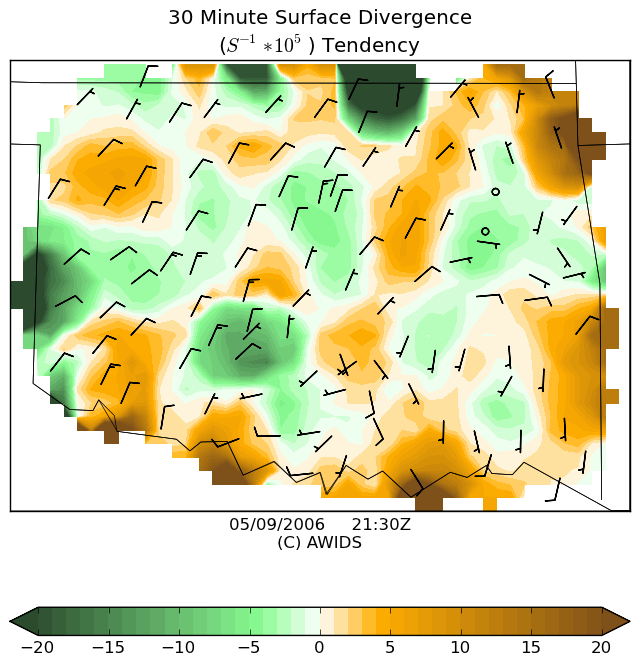 30 Minute Surface Divergence
(S⁻¹ * 10⁵ ) Tendency
05/09/2006 21:30Z
(C) AWIDS
−20 −15 −10 −5 0 5 10 15 20